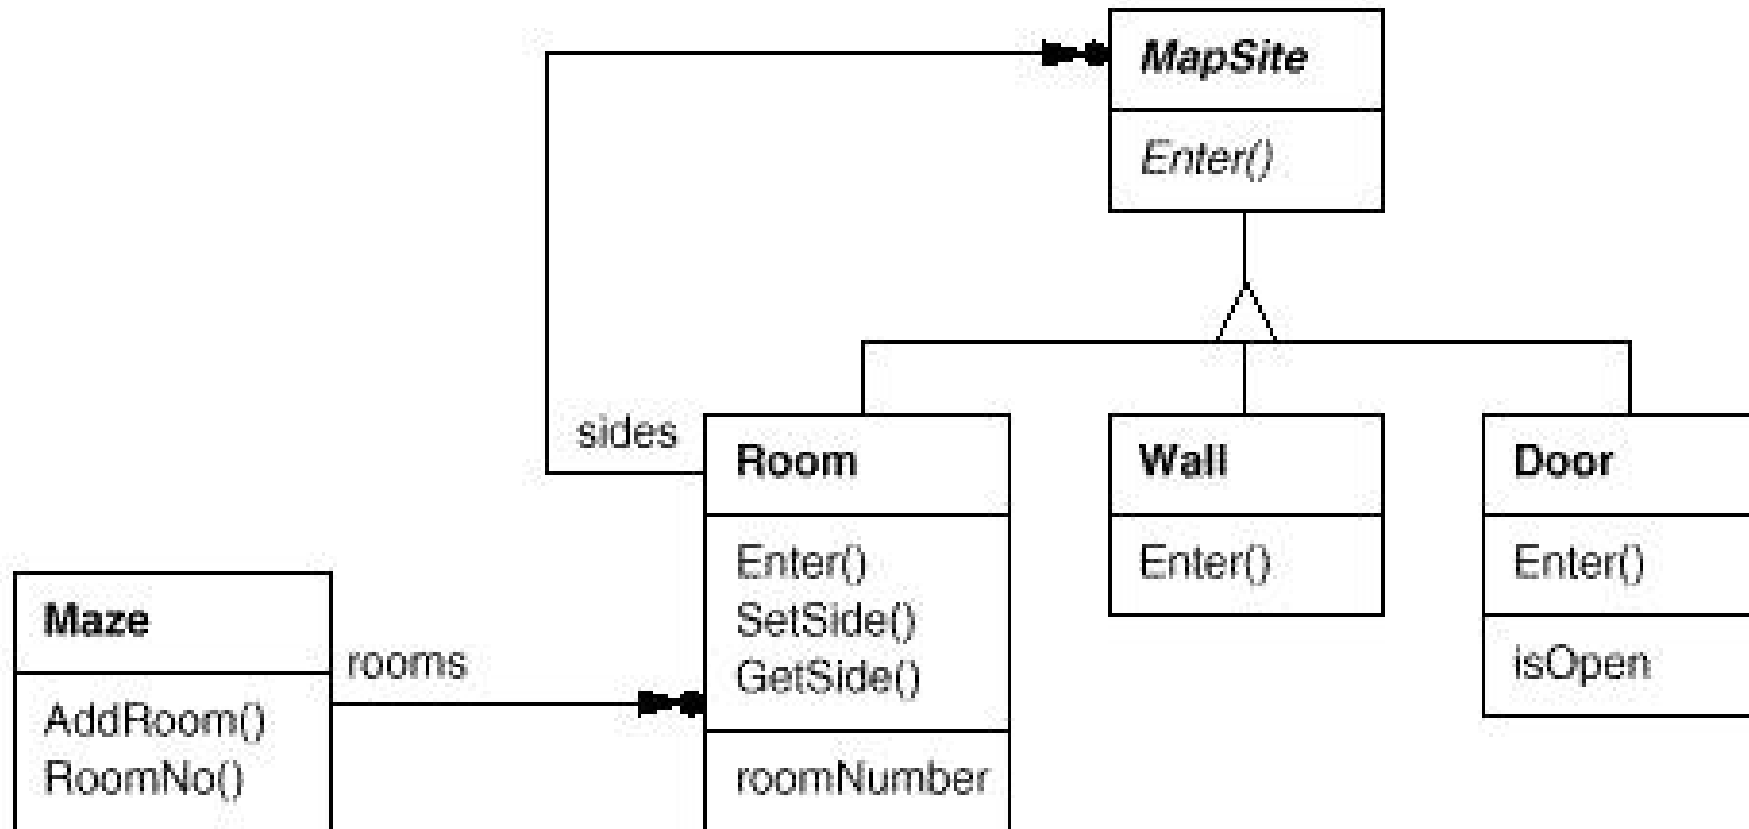 MapSite
Enter()
sides
Room
Enter()
SetSide()
GetSide()
roomNumber
Wall
Enter()
Door
Enter()
isOpen
Maze
AddRoom()
RoomNo()
rooms